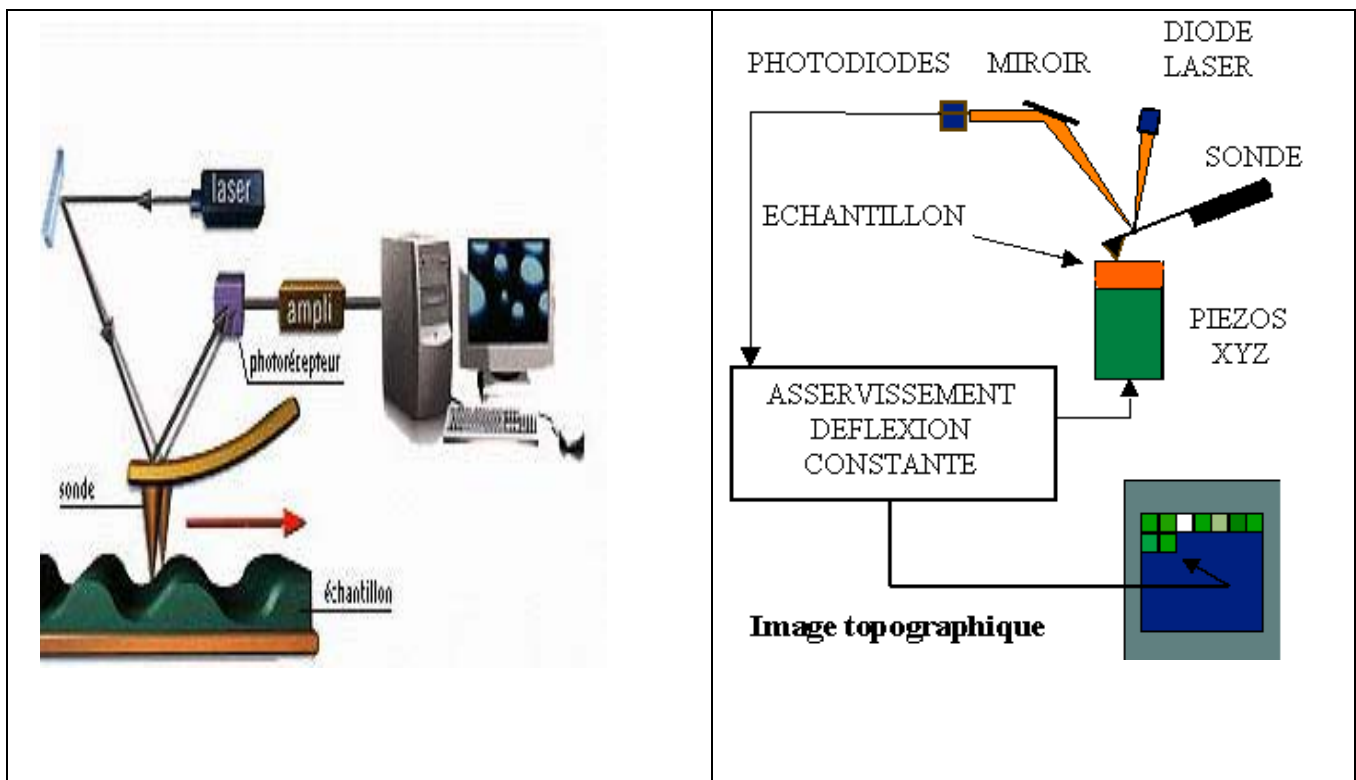 laser
ampli
photorécepteur
sonde
échantillon
DIODE
LASER
PHOTODIODES
MIROIR
SONDE
ECHANTILLON
PIEZOS
XYZ
ASSERVISSEMENT
DEFLEXION
CONSTANTE
Image topographique